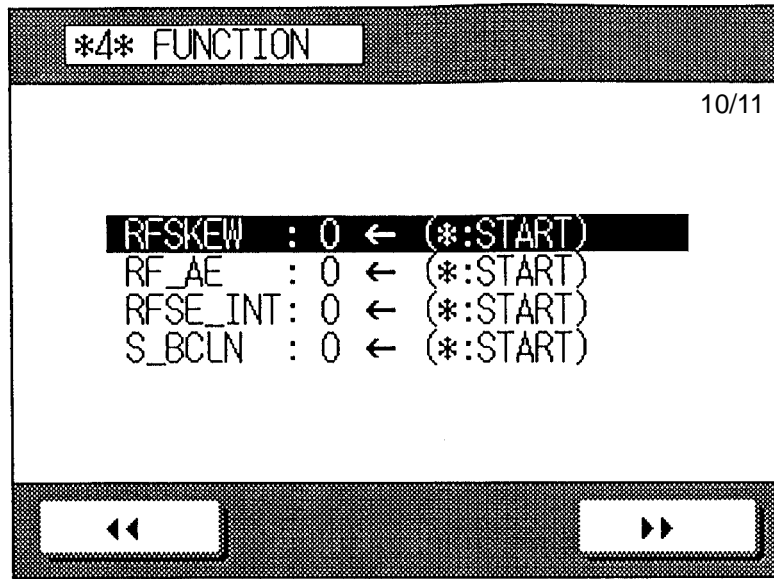 *4* FUNCTION
10/11
RFSKEW : 0 ← (*:START)
RF_AE : 0 ← (*:START)
RFSE_INT: 0 ← (*:START)
S_BCLN : 0 ← (*:START)